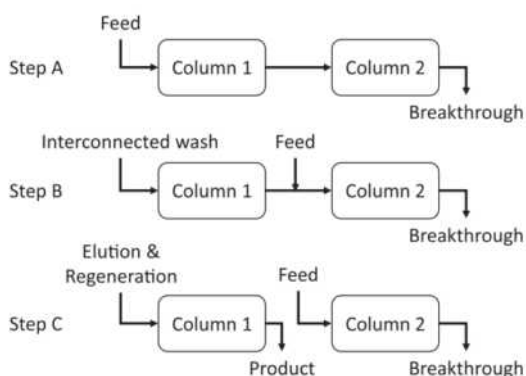 Feed
Step A
Column 1
Column 2
Breakthrough
Interconnected wash
Feed
Step B
Column 1
Column 2
Breakthrough
Elution &
Regeneration
Feed
Step C
Column 1
Column 2
Product
Breakthrough